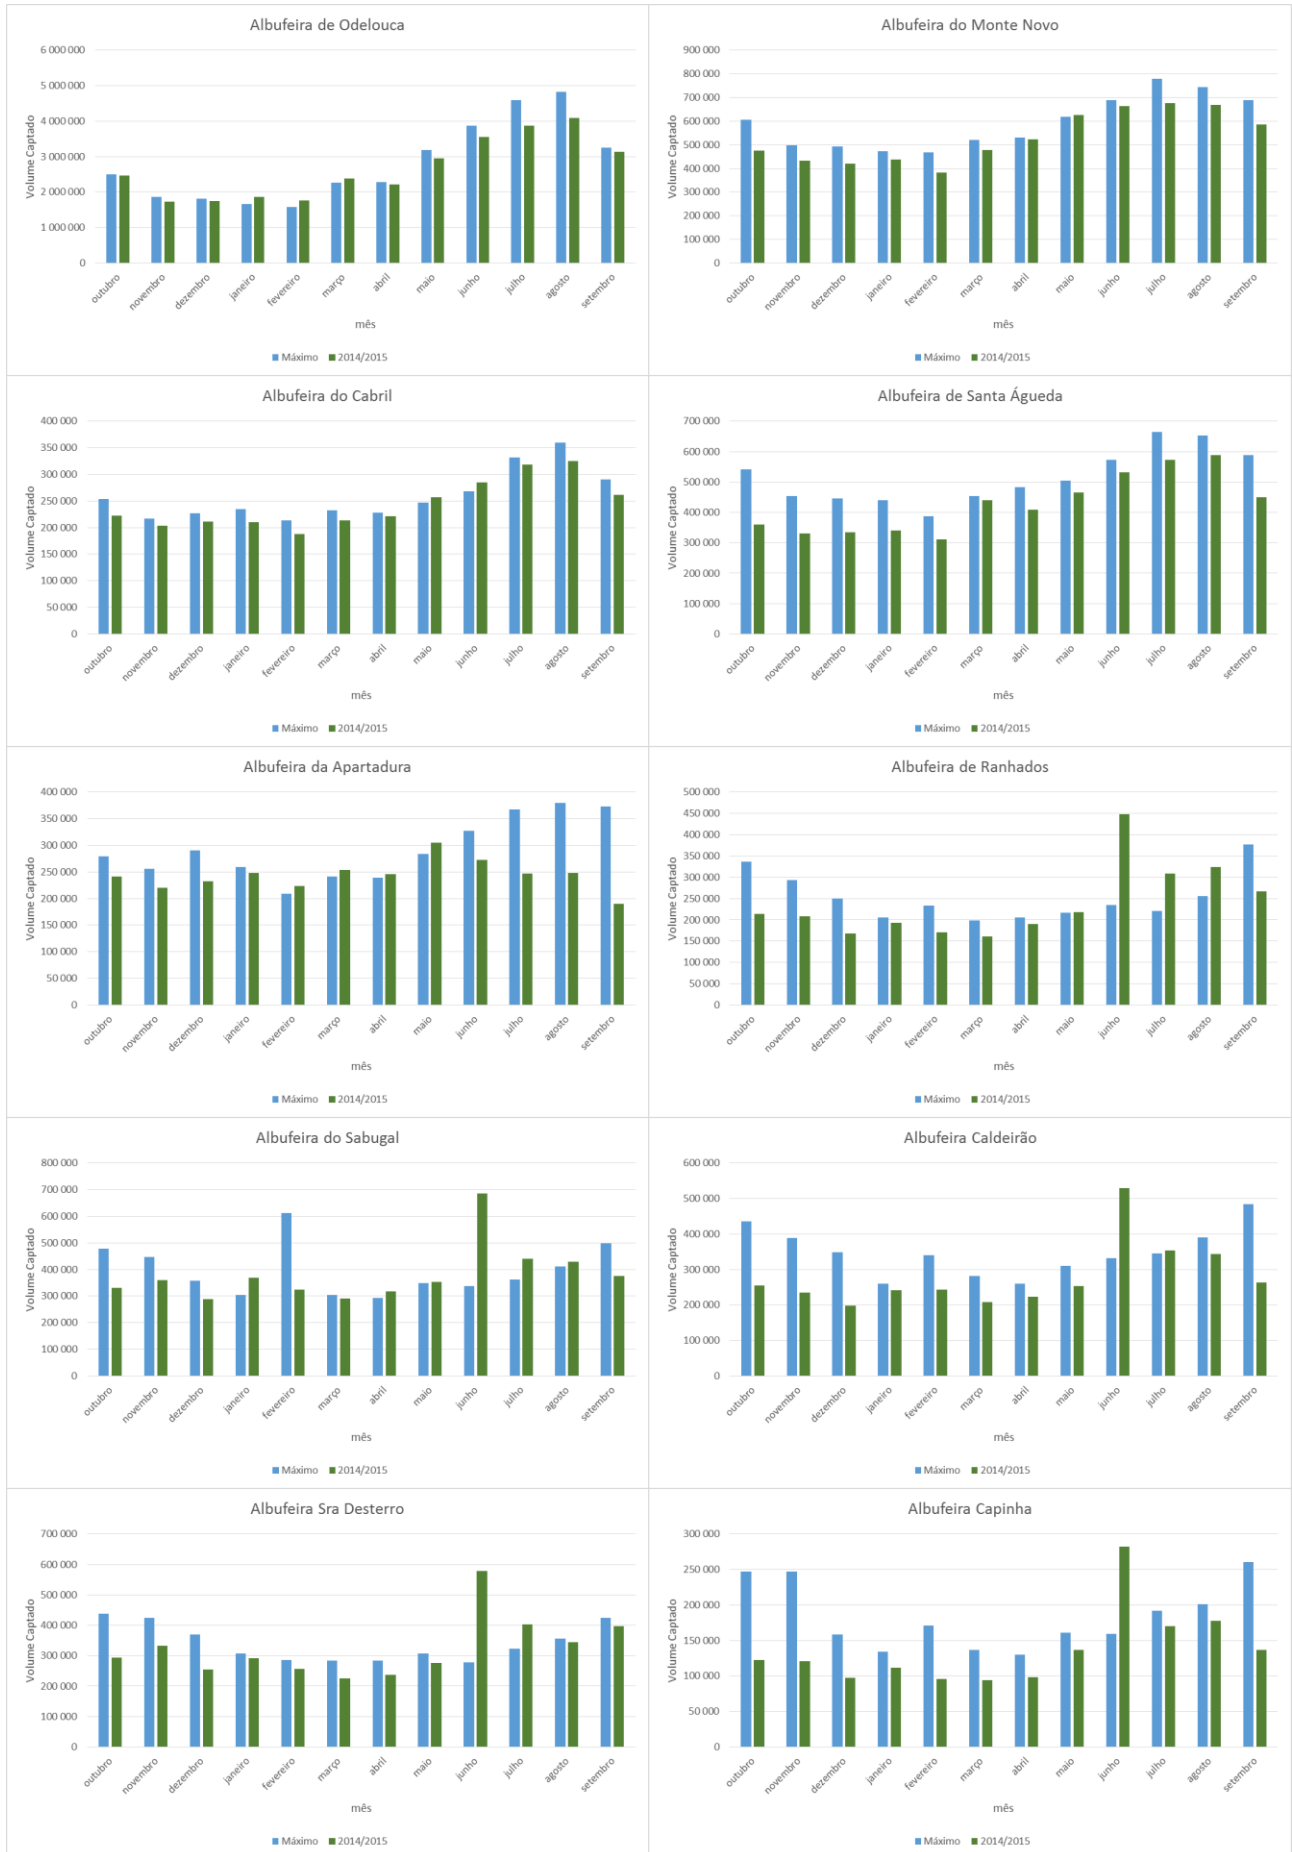 Albufeira de Odelouca
6 000 000
5 000 000
4 000 000
3 000 000
2 000 000
1 000 000
0
Volume Captado
outubro
novembro
dezembro
janeiro
fevereiro
março
abril
maio
junho
julho
agosto
setembro
mês
Máximo 2014/2015
Albufeira do Monte Novo
900 000
800 000
700 000
600 000
500 000
400 000
300 000
200 000
100 000
0
Volume Captado
outubro
novembro
dezembro
janeiro
fevereiro
março
abril
maio
junho
julho
agosto
setembro
mês
Máximo 2014/2015
Albufeira do Cabril
400 000
350 000
300 000
250 000
200 000
150 000
100 000
50 000
0
Volume Captado
outubro
novembro
dezembro
janeiro
fevereiro
março
abril
maio
junho
julho
agosto
setembro
mês
Máximo 2014/2015
Albufeira de Santa Águeda
700 000
600 000
500 000
400 000
300 000
200 000
100 000
0
Volume Captado
outubro
novembro
dezembro
janeiro
fevereiro
março
abril
maio
junho
julho
agosto
setembro
mês
Máximo 2014/2015
Albufeira da Apartadura
400 000
350 000
300 000
250 000
200 000
150 000
100 000
50 000
0
Volume Captado
outubro
novembro
dezembro
janeiro
fevereiro
março
abril
maio
junho
julho
agosto
setembro
mês
Máximo 2014/2015
Albufeira de Ranhados
500 000
450 000
400 000
350 000
300 000
250 000
200 000
150 000
100 000
50 000
0
Volume Captado
outubro
novembro
dezembro
janeiro
fevereiro
março
abril
maio
junho
julho
agosto
setembro
mês
Máximo 2014/2015
Albufeira do Sabugal
800 000
700 000
600 000
500 000
400 000
300 000
200 000
100 000
0
Volume Captado
outubro
novembro
dezembro
janeiro
fevereiro
março
abril
maio
junho
julho
agosto
setembro
mês
Máximo 2014/2015
Albufeira Caldeirão
600 000
500 000
400 000
300 000
200 000
100 000
0
Volume Captado
outubro
novembro
dezembro
janeiro
fevereiro
março
abril
maio
junho
julho
agosto
setembro
mês
Máximo 2014/2015
Albufeira Sra Desterro
700 000
600 000
500 000
400 000
300 000
200 000
100 000
0
Volume Captado
outubro
novembro
dezembro
janeiro
fevereiro
março
abril
maio
junho
julho
agosto
setembro
mês
Máximo 2014/2015
Albufeira Capinha
300 000
250 000
200 000
150 000
100 000
50 000
0
Volume Captado
outubro
novembro
dezembro
janeiro
fevereiro
março
abril
maio
junho
julho
agosto
setembro
mês
Máximo 2014/2015